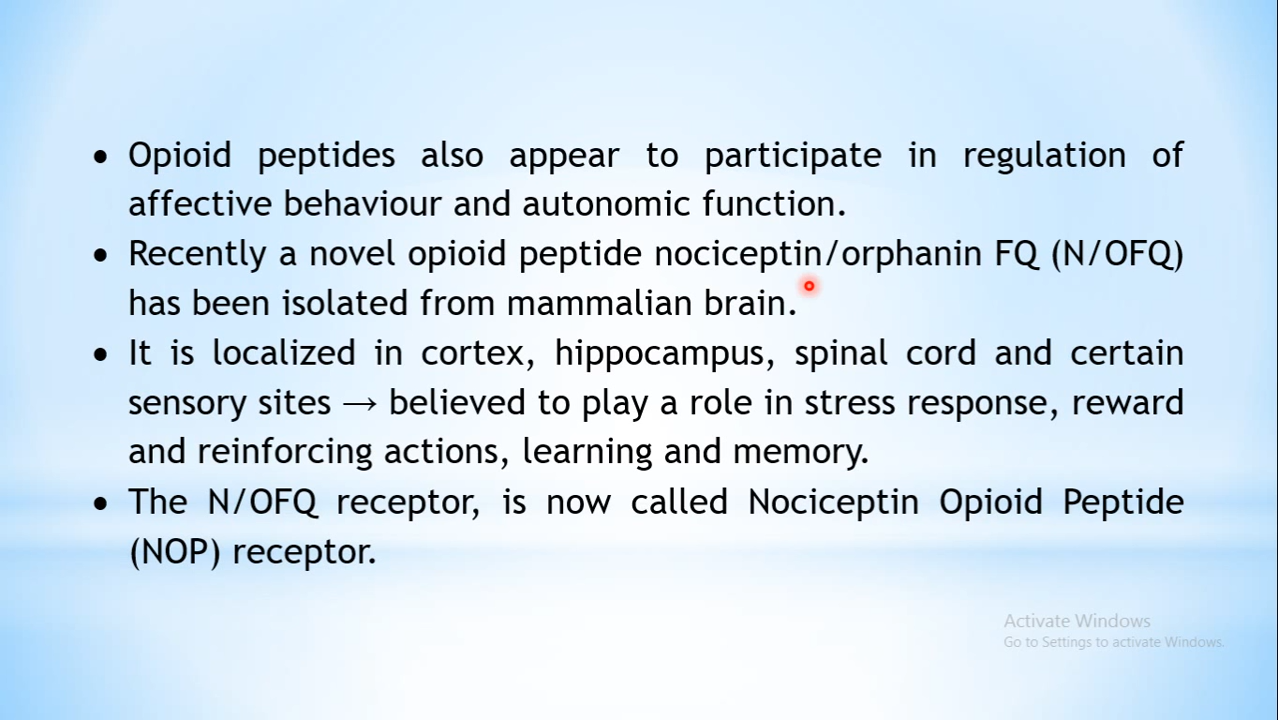 • Opioid peptides also appear to participate in regulation of
affective behaviour and autonomic function.
• Recently a novel opioid peptide nociceptin/orphanin FQ (N/OFQ)
has been isolated from mammalian brain.
• It is localized in cortex, hippocampus, spinal cord and certain
sensory sites → believed to play a role in stress response, reward
and reinforcing actions, learning and memory.
• The N/OFQ receptor, is now called Nociceptin Opioid Peptide
(NOP) receptor.
Activate Windows
Go to Settings to activate Windows.